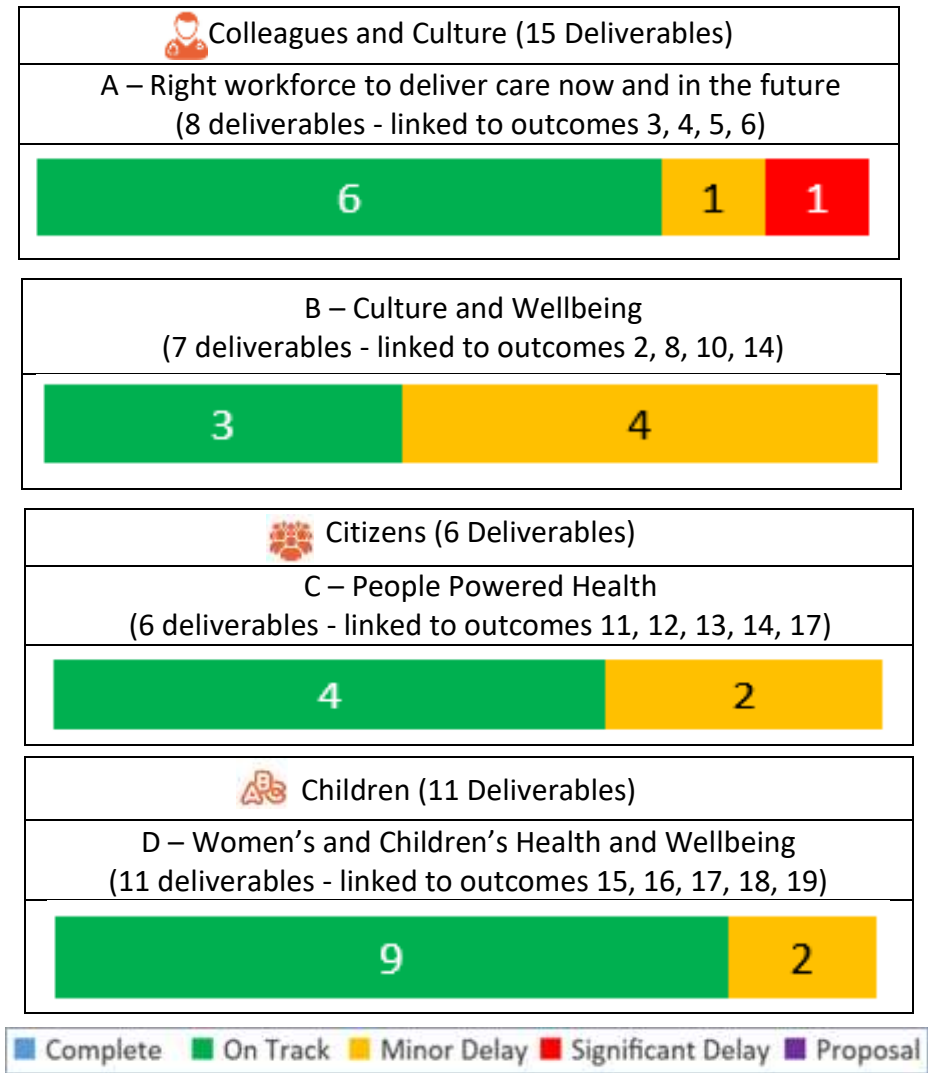 Colleagues and Culture (15 Deliverables)
A – Right workforce to deliver care now and in the future
(8 deliverables - linked to outcomes 3, 4, 5, 6)
6 1 1
B – Culture and Wellbeing
(7 deliverables - linked to outcomes 2, 8, 10, 14)
3 4
Citizens (6 Deliverables)
C – People Powered Health
(6 deliverables - linked to outcomes 11, 12, 13, 14, 17)
4 2
ABC Children (11 Deliverables)
D – Women’s and Children’s Health and Wellbeing
(11 deliverables - linked to outcomes 15, 16, 17, 18, 19)
9 2
Complete On Track Minor Delay Significant Delay Proposal